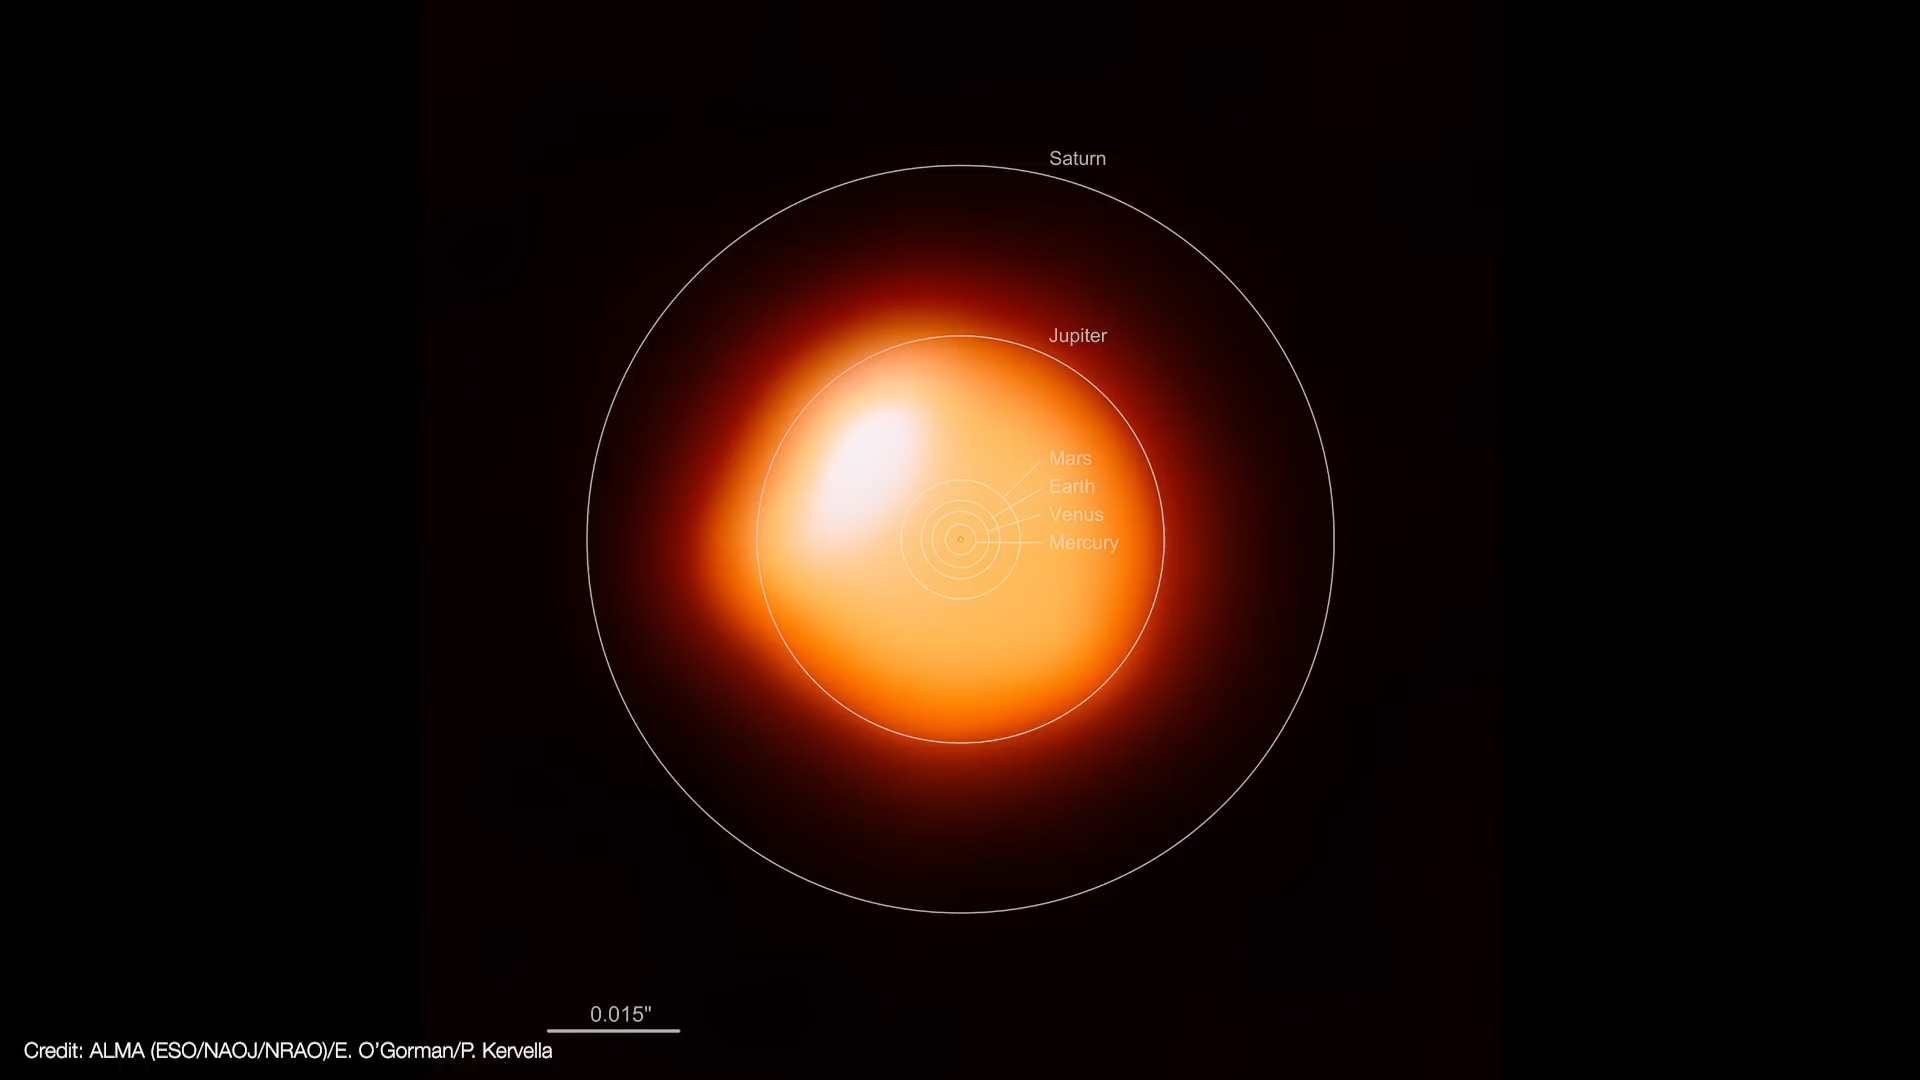 Saturn
Jupiter
Mars
Earth
Venus
Mercury
0.015"
Credit: ALMA (ESO/NAOJ/NRAO)/E. O’Gorman/P. Kervella